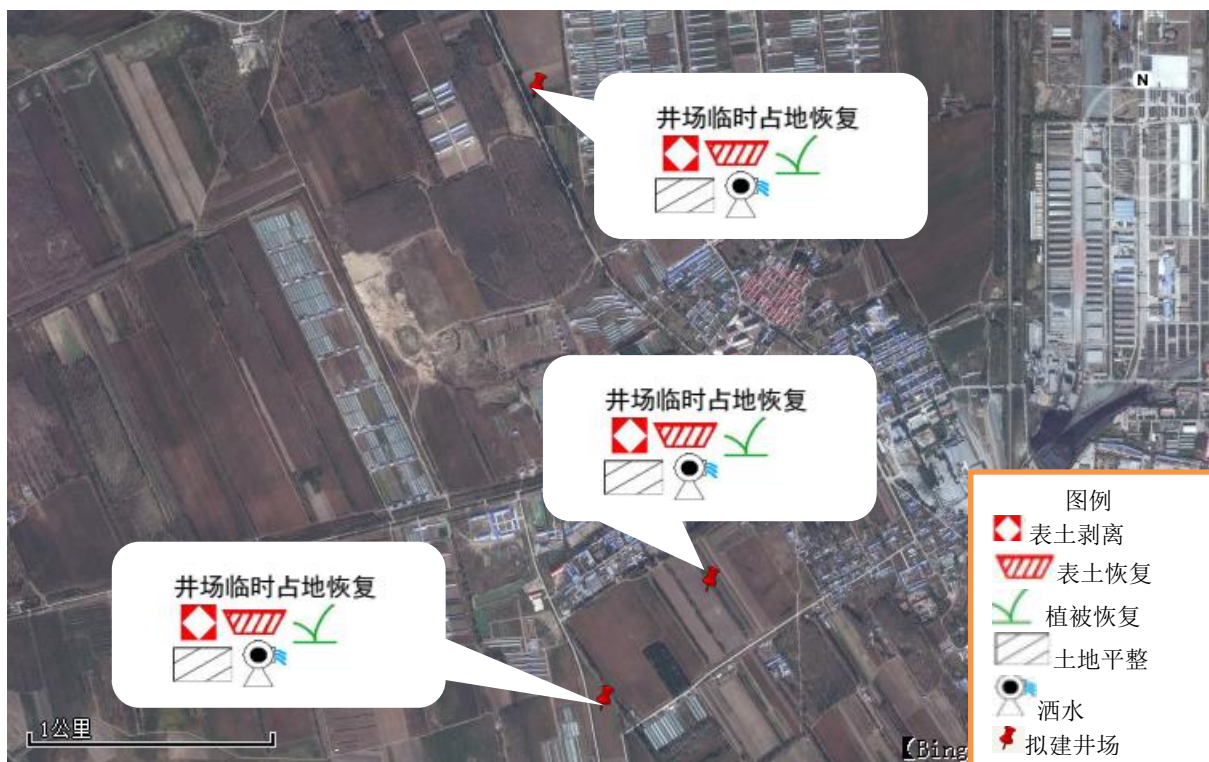 N
井场临时占地恢复
井场临时占地恢复
井场临时占地恢复
图例
表土剥离
表土恢复
植被恢复
土地平整
洒水
拟建井场
1公里
(Bing